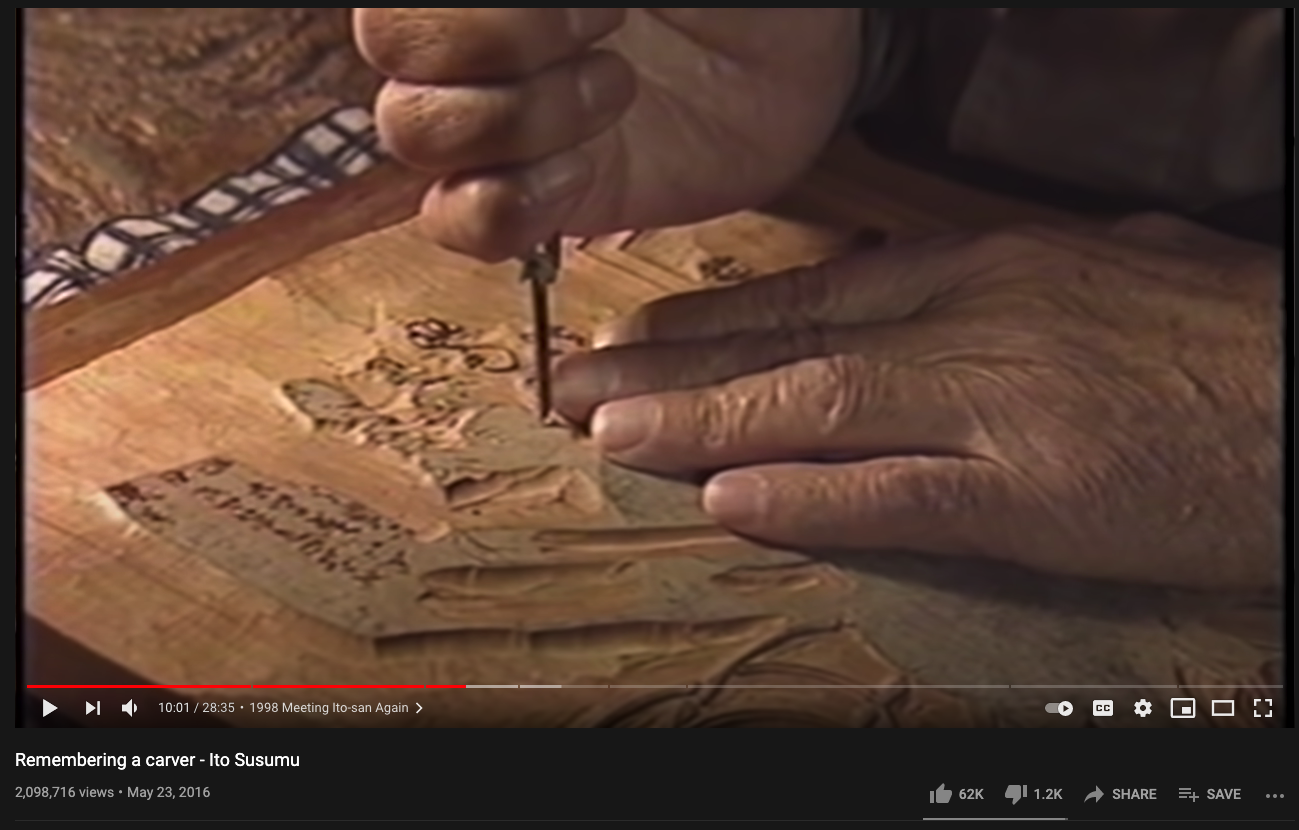 10:01 / 28:35 • 1998 Meeting Ito-san Again
CC
Remembering a carver - Ito Susumu
2,098,716 views • May 23, 2016
62K 1.2K SHARE SAVE